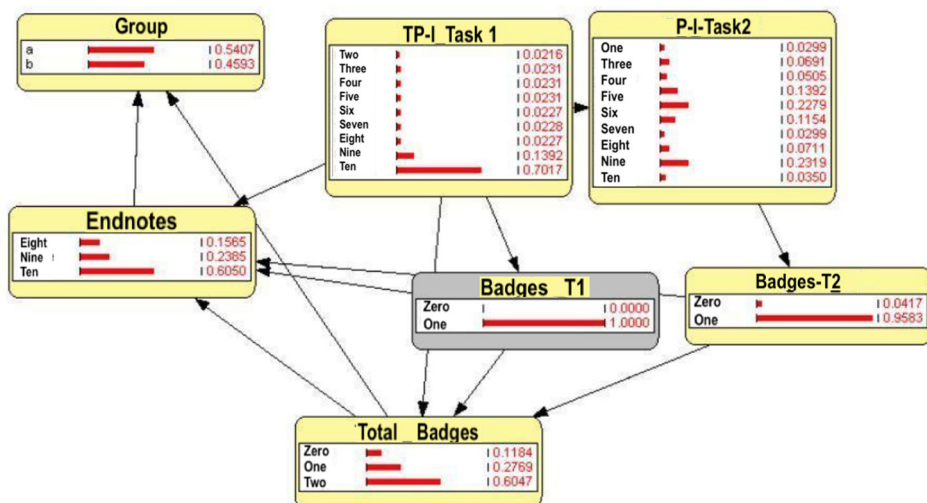 Group
a 0.5407
b 0.4593
TP-I_Task 1
Two 0.0216
Three 0.0231
Four 0.0231
Five 0.0231
Six 0.0227
Seven 0.0228
Eight 0.0227
Nine 0.1392
Ten 0.7017
P-I-Task2
One 0.0299
Three 0.0691
Four 0.0505
Five 0.1392
Six 0.2279
Seven 0.1154
Eight 0.0299
Nine 0.0711
Ten 0.2319
0.0350
Endnotes
Eight 0.1565
Nine 0.2385
Ten 0.6050
Badges _T1
Zero 0.0000
One 1.0000
Badges-T2
Zero 0.0417
One 0.9583
Total _ Badges
Zero 0.1184
One 0.2769
Two 0.6047